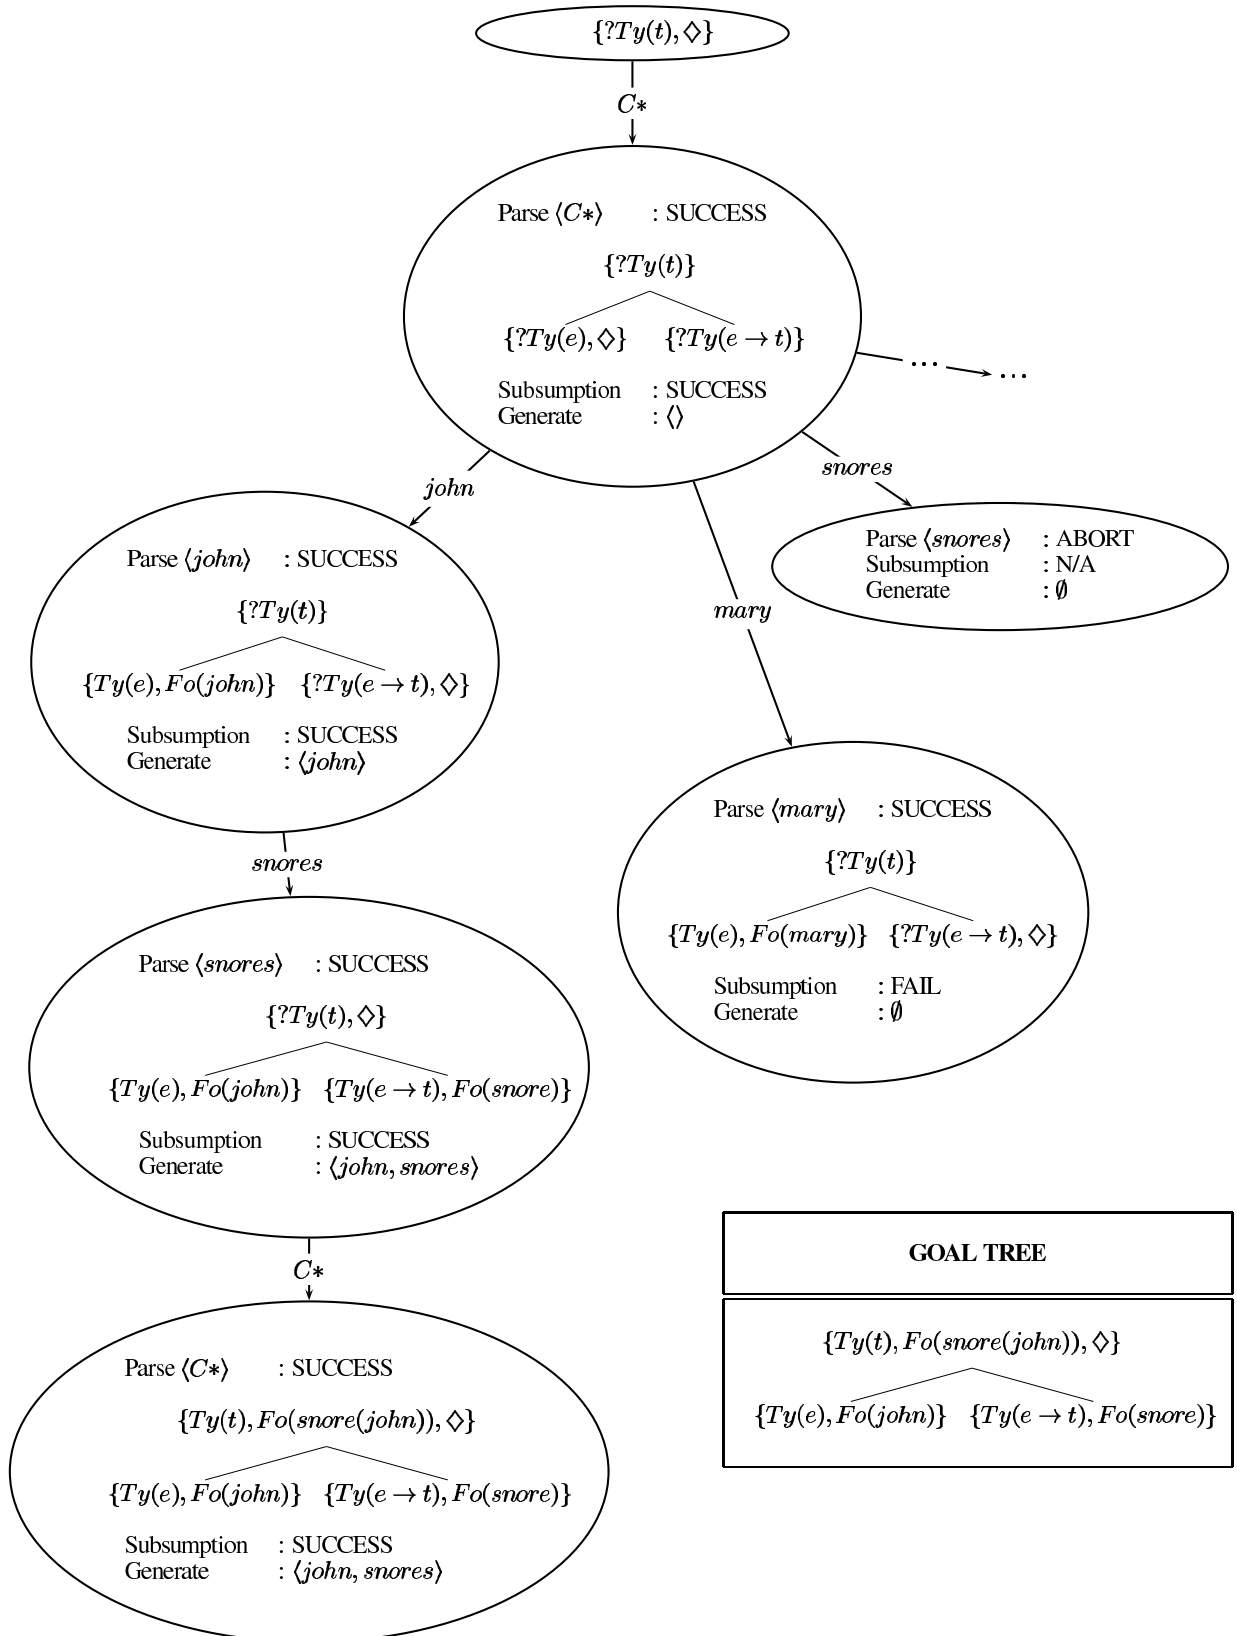 {?Ty(t), ◇}
C∗
Parse ⟨C∗⟩ : SUCCESS
{?Ty(t)}
{?Ty(e), ◇} {?Ty(e → t)}
Subsumption : SUCCESS
Generate : ⟨⟩
... ...
john
mary
snores
Parse ⟨john⟩ : SUCCESS
{?Ty(t)}
{Ty(e), Fo(john)} {?Ty(e → t), ◇}
Subsumption : SUCCESS
Generate : ⟨john⟩
Parse ⟨snores⟩ : ABORT
Subsumption : N/A
Generate : ∅
Parse ⟨mary⟩ : SUCCESS
{?Ty(t)}
{Ty(e), Fo(mary)} {?Ty(e → t), ◇}
Subsumption : FAIL
Generate : ∅
snores
Parse ⟨snores⟩ : SUCCESS
{?Ty(t), ◇}
{Ty(e), Fo(john)} {Ty(e → t), Fo(snore)}
Subsumption : SUCCESS
Generate : ⟨john, snores⟩
C∗
Parse ⟨C∗⟩ : SUCCESS
{Ty(t), Fo(snore(john)), ◇}
{Ty(e), Fo(john)} {Ty(e → t), Fo(snore)}
Subsumption : SUCCESS
Generate : ⟨john, snores⟩
GOAL TREE
{Ty(t), Fo(snore(john)), ◇}
{Ty(e), Fo(john)} {Ty(e → t), Fo(snore)}